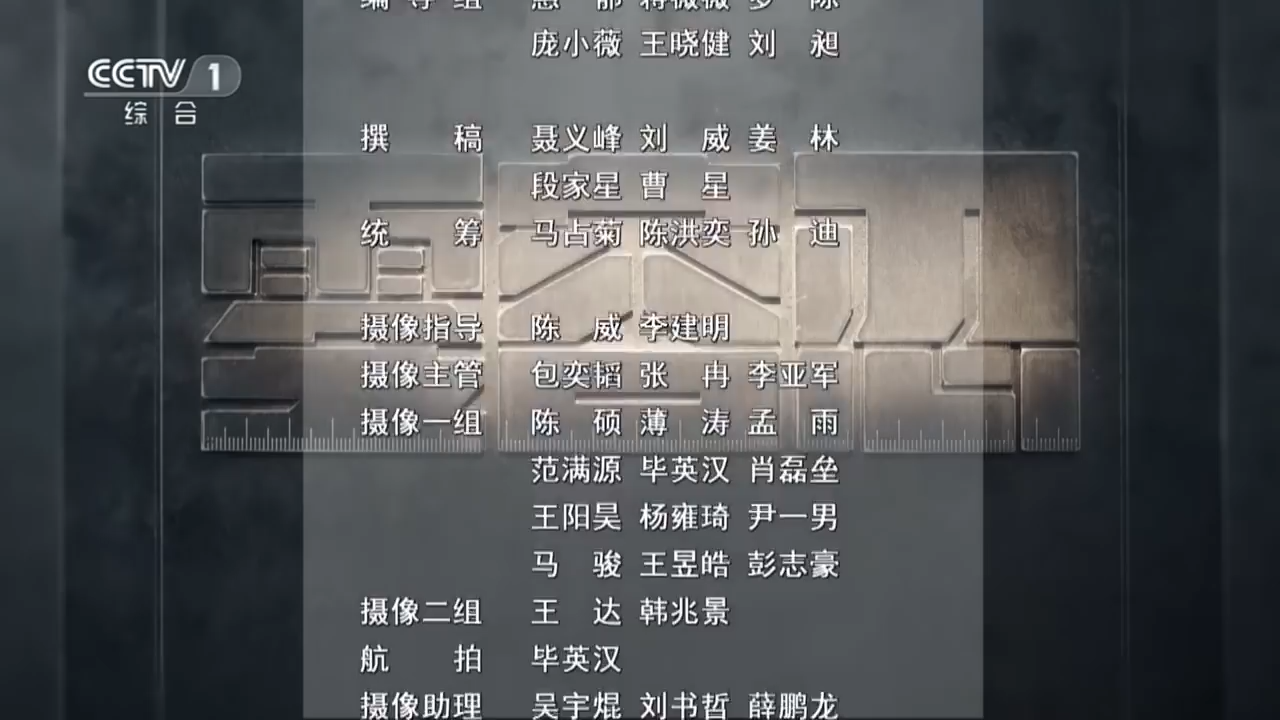 CCTV 1
综合
庞小薇 王晓健 刘 昶
撰 稿 聂义峰 刘 威 姜 林
段家星 曹 星
统 筹 马占菊 陈洪奕 孙 迪
摄像指导 陈 威 李建明
摄像主管 包奕韬 张 冉 李亚军
摄像一组 陈 硕 薄 涛 孟 雨
范满源 毕英汉 肖磊垒
王阳昊 杨雍琦 尹一男
马 骏 王昱皓 彭志豪
摄像二组 王 达 韩兆景
航 拍 毕英汉
摄像助理 吴宇焜 刘书哲 薛鹏龙